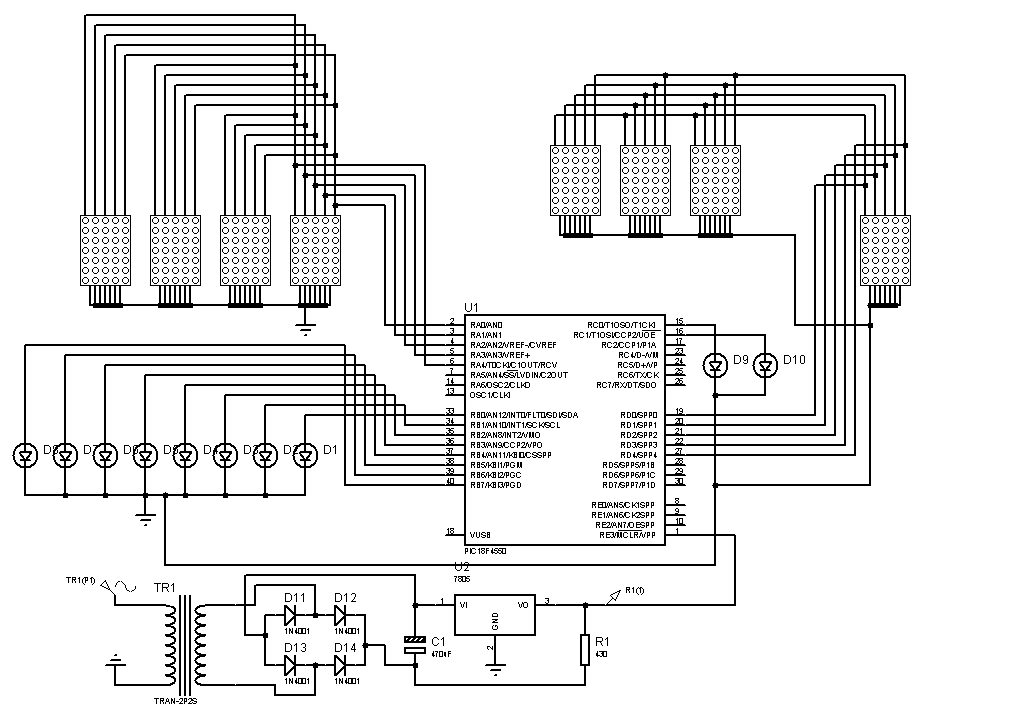 U1
2 RA0/AN0
3 RA1/AN1
4 RA2/AN2/VREF-/CVREF
5 RA3/AN3/VREF+
6 RA4/T0CKI/C1OUT/RCV
7 RA5/AN4/SS/LVDIN/C2OUT
14 RA6/OSC2/CLKO
13 OSC1/CLKI
33 RB0/AN12/INT0/FLT0/SDI/SDA
34 RB1/AN10/INT1/SCK/SCL
35 RB2/AN8/INT2/VMO
36 RB3/AN9/CCP2/VPO
37 RB4/AN11/KBI0/CSSPP
38 RB5/KBI1/PGM
39 RB6/KBI2/PGC
40 RB7/KBI3/PGD
18 VUSB
RC0/T1OSO/T1CKI 15
RC1/T1OSI/CCP2/UOE 16
RC2/CCP1/P1A 17
RC4/D-/VM 23
RC5/D+/VP 24
RC6/TX/CK 25
RC7/RX/DT/SDO 26
RD0/SPP0 19
RD1/SPP1 20
RD2/SPP2 21
RD3/SPP3 22
RD4/SPP4 27
RD5/SPP5/P1B 28
RD6/SPP6/P1C 29
RD7/SPP7/P1D 30
RE0/AN5/CK1SPP 8
RE1/AN6/CK2SPP 9
RE2/AN7/OESPP 10
RE3/MCLR/VPP 1
PIC18F4550
D9 D10
D8 D7 D6 D5 D4 D3 D2 D1
U2
7805
1 VI VO 3
GND
2
TR1(P1)
TR1
TRAN-2P2S
D11
1N4001
D12
1N4001
D13
1N4001
D14
1N4001
C1
470uF
R1(1)
R1
430